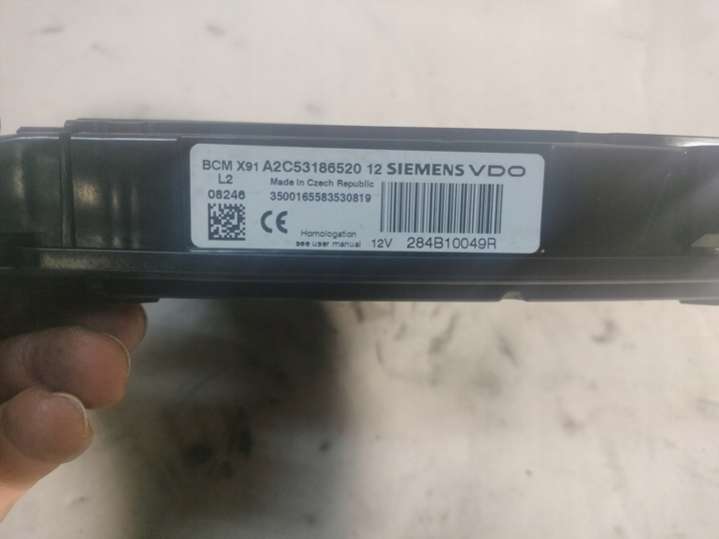 BCM X91 A2C53186520 12 SIEMENS VDO
L2 Made in Czech Republic
08246 3500165583530819
CE
Homologation
see user manual 12V 284B10049R